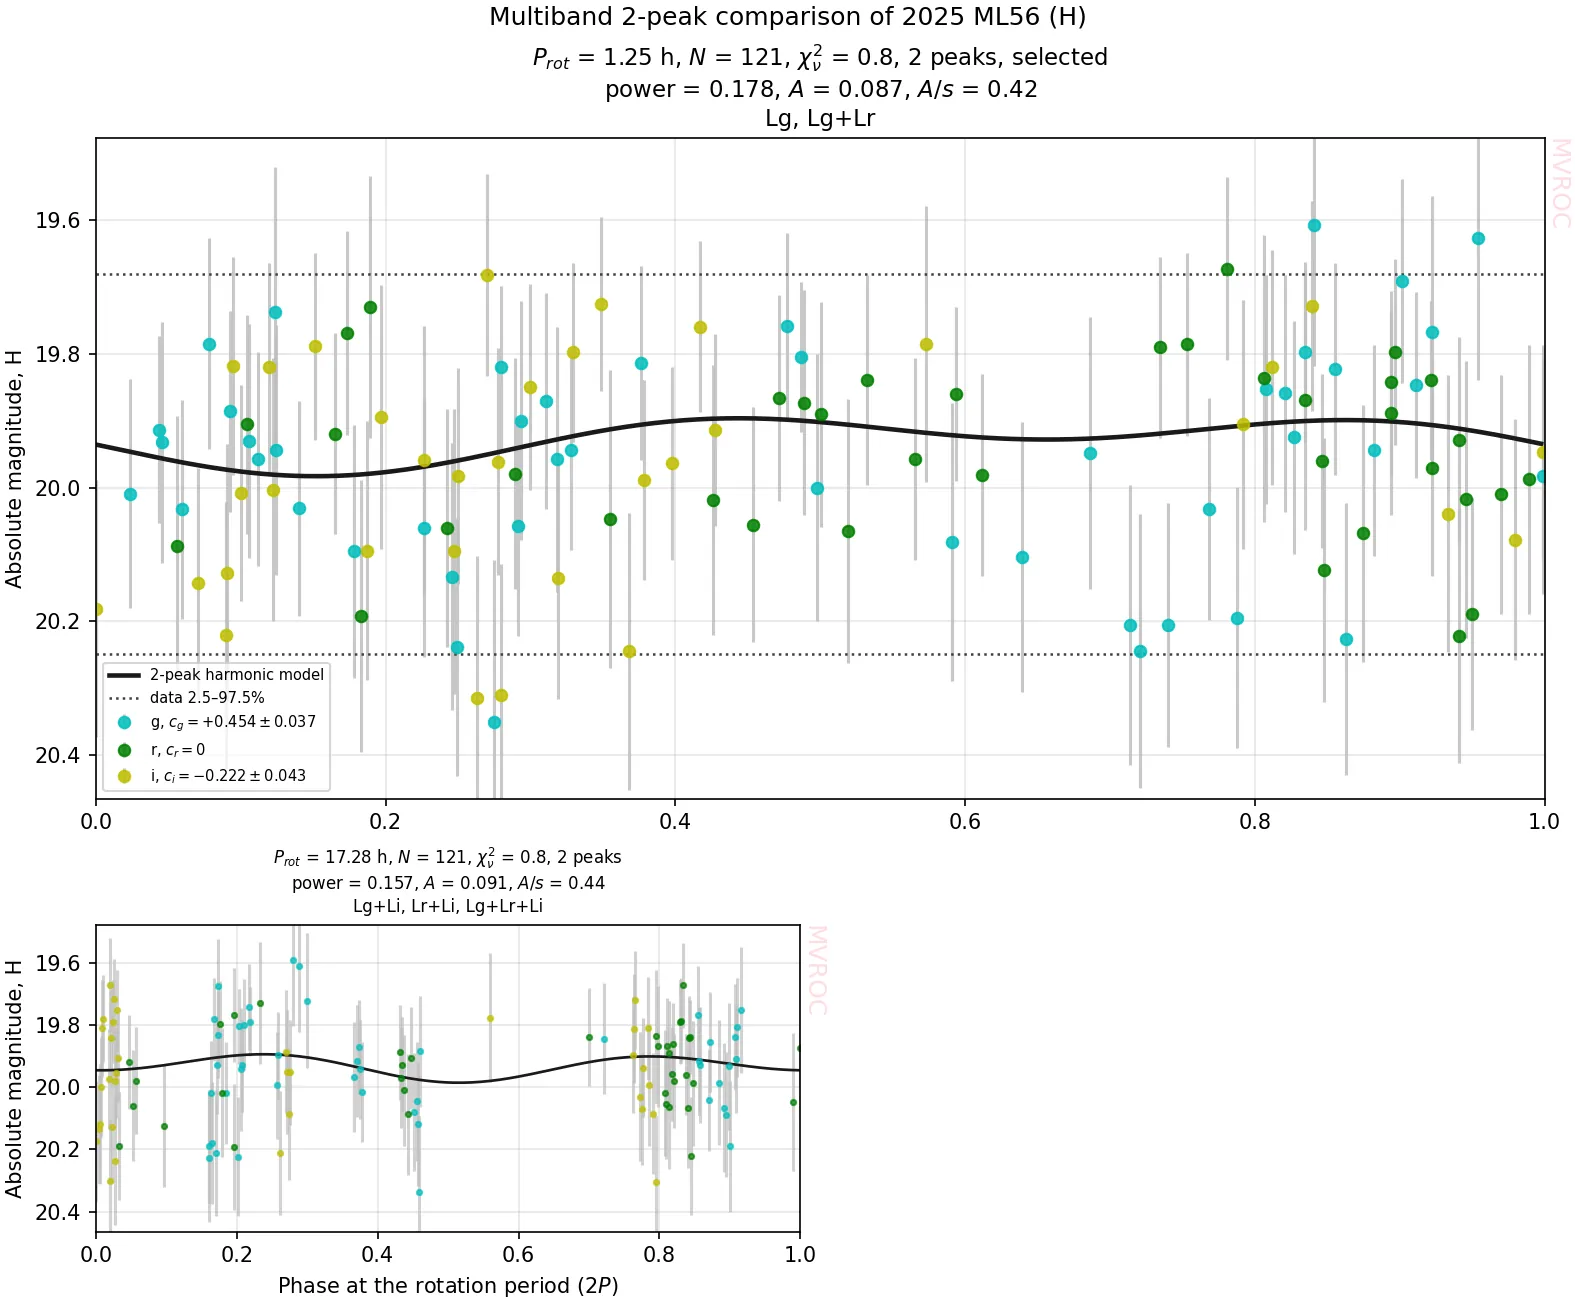 Multiband 2-peak comparison of 2025 ML56 (H)
P_rot = 1.25 h, N = 121, χ²_ν = 0.8, 2 peaks, selected
power = 0.178, A = 0.087, A/s = 0.42
Lg, Lg+Lr
MVROC
Absolute magnitude, H
19.6
19.8
20.0
20.2
20.4
2-peak harmonic model
data 2.5–97.5%
g, c_g = +0.454 ± 0.037
r, c_r = 0
i, c_i = −0.222 ± 0.043
0.0 0.2 0.4 0.6 0.8 1.0
P_rot = 17.28 h, N = 121, χ²_ν = 0.8, 2 peaks
power = 0.157, A = 0.091, A/s = 0.44
Lg+Li, Lr+Li, Lg+Lr+Li
MVROC
Absolute magnitude, H
19.6
19.8
20.0
20.2
20.4
0.0 0.2 0.4 0.6 0.8 1.0
Phase at the rotation period (2P)